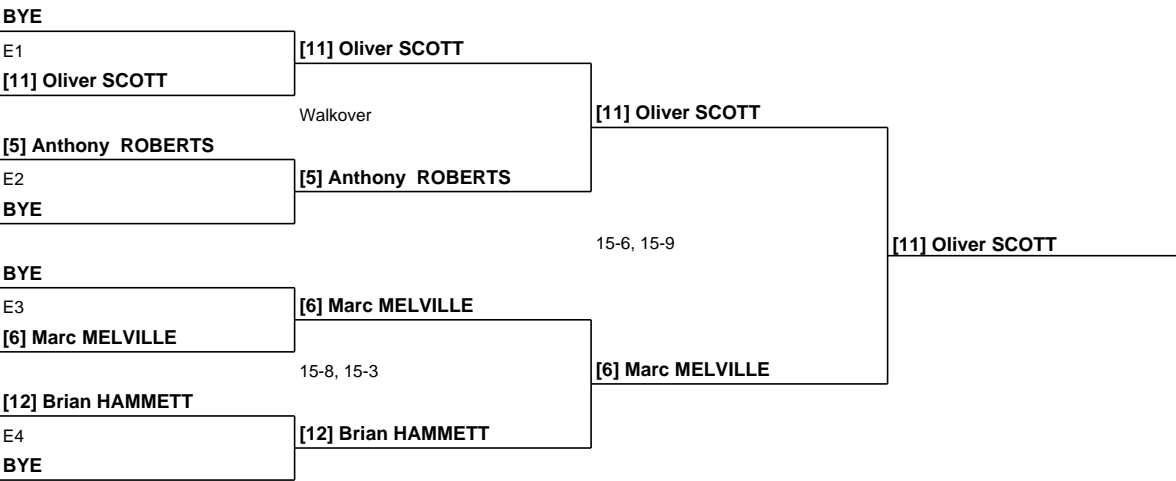 BYE
E1
[11] Oliver SCOTT
[11] Oliver SCOTT
Walkover
[11] Oliver SCOTT
[5] Anthony  ROBERTS
E2
[5] Anthony  ROBERTS
BYE
15-6, 15-9
[11] Oliver SCOTT
BYE
E3
[6] Marc MELVILLE
[6] Marc MELVILLE
15-8, 15-3
[6] Marc MELVILLE
[12] Brian HAMMETT
E4
[12] Brian HAMMETT
BYE